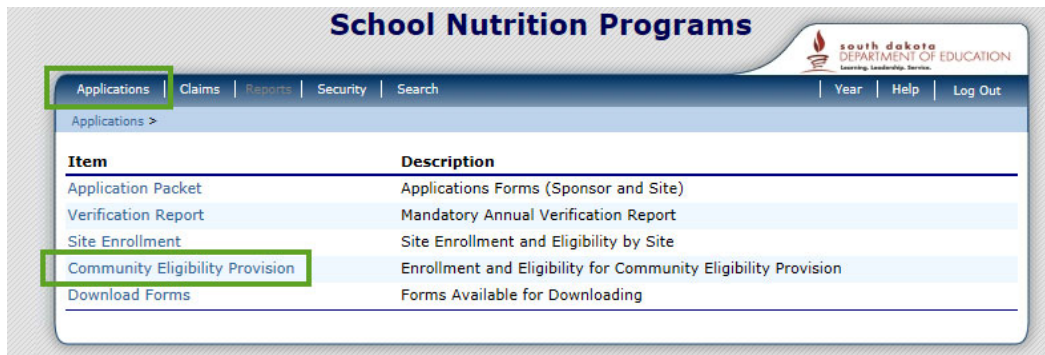 School Nutrition Programs
south dakota
DEPARTMENT OF EDUCATION
Learning. Leadership. Service.
Applications | Claims | Reports | Security | Search | Year | Help | Log Out
Applications >
Item Description
Application Packet Applications Forms (Sponsor and Site)
Verification Report Mandatory Annual Verification Report
Site Enrollment Site Enrollment and Eligibility by Site
Community Eligibility Provision Enrollment and Eligibility for Community Eligibility Provision
Download Forms Forms Available for Downloading